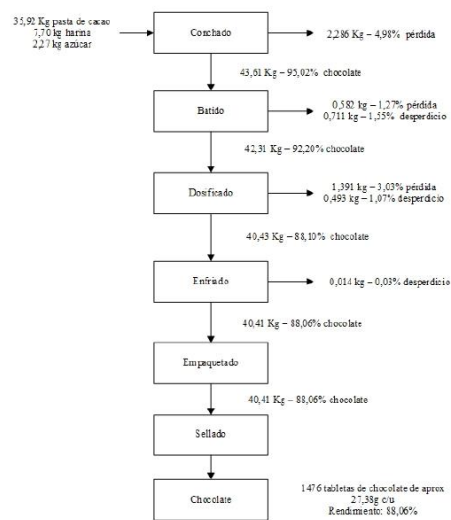 35,92 Kg pasta de cacao
7,70 kg harina
2,27 kg azúcar
Conchado
2,286 Kg – 4,98% pérdida
43,61 Kg – 95,02% chocolate
Batido
0,582 kg – 1,27% pérdida
0,711 kg – 1,55% desperdicio
42,31 Kg – 92,20% chocolate
Dosificado
1,391 kg – 3,03% pérdida
0,493 kg – 1,07% desperdicio
40,43 Kg – 88,10% chocolate
Enfriado
0,014 kg – 0,03% desperdicio
40,41 Kg – 88,06% chocolate
Empaquetado
40,41 Kg – 88,06% chocolate
Sellado
Chocolate
1476 tabletas de chocolate de aprox
27,38g c/u
Rendimiento: 88,06%